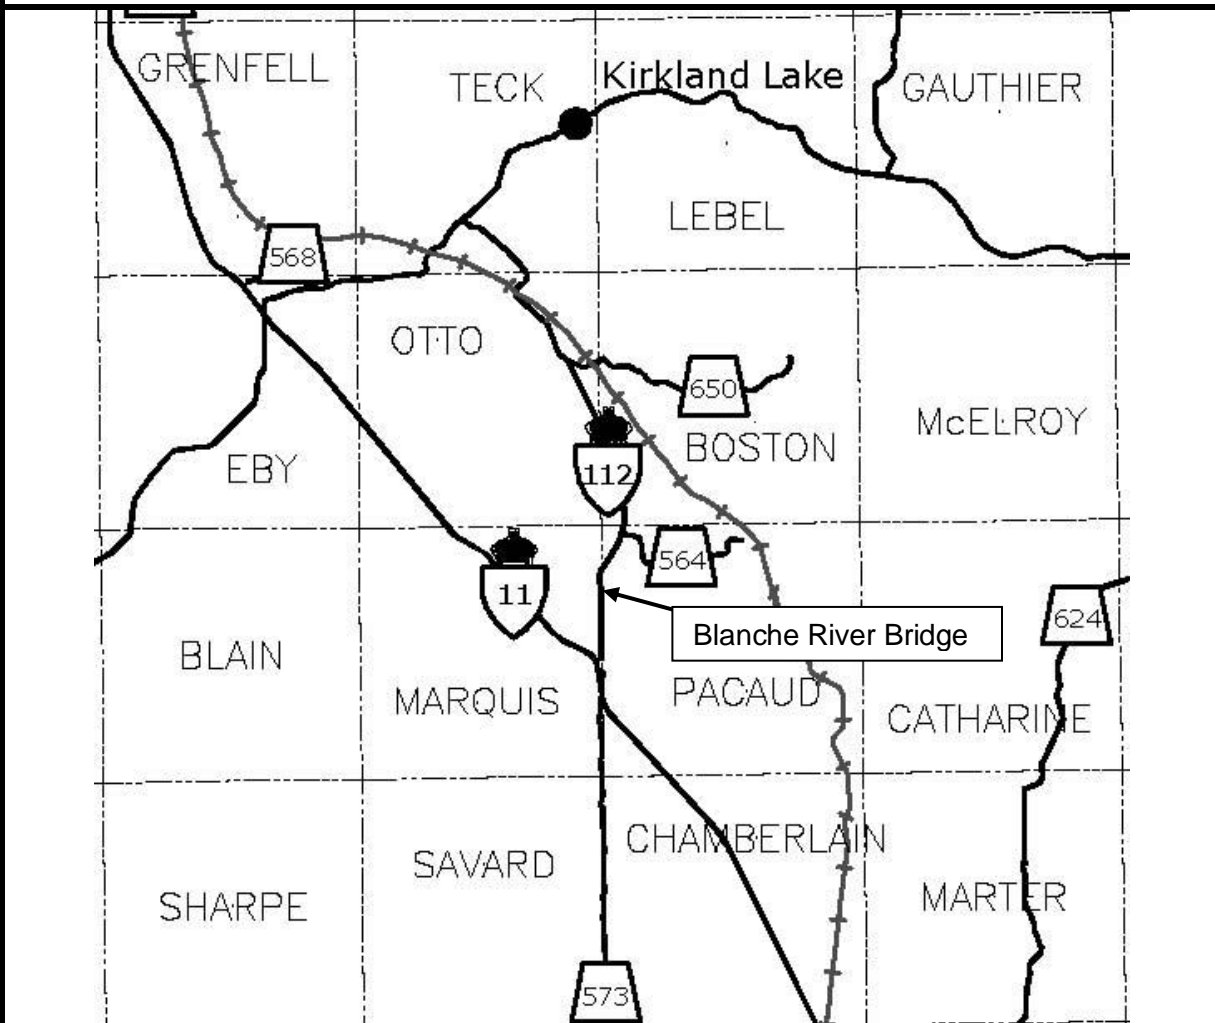 GRENFELL
TECK
Kirkland Lake
GAUTHIER
LEBEL
568
OTTO
650
McELROY
BOSTON
EBY
112
564
11
624
Blanche River Bridge
BLAIN
MARQUIS
PACAUD
CATHARINE
CHAMBERLAIN
SAVARD
MARTER
SHARPE
573